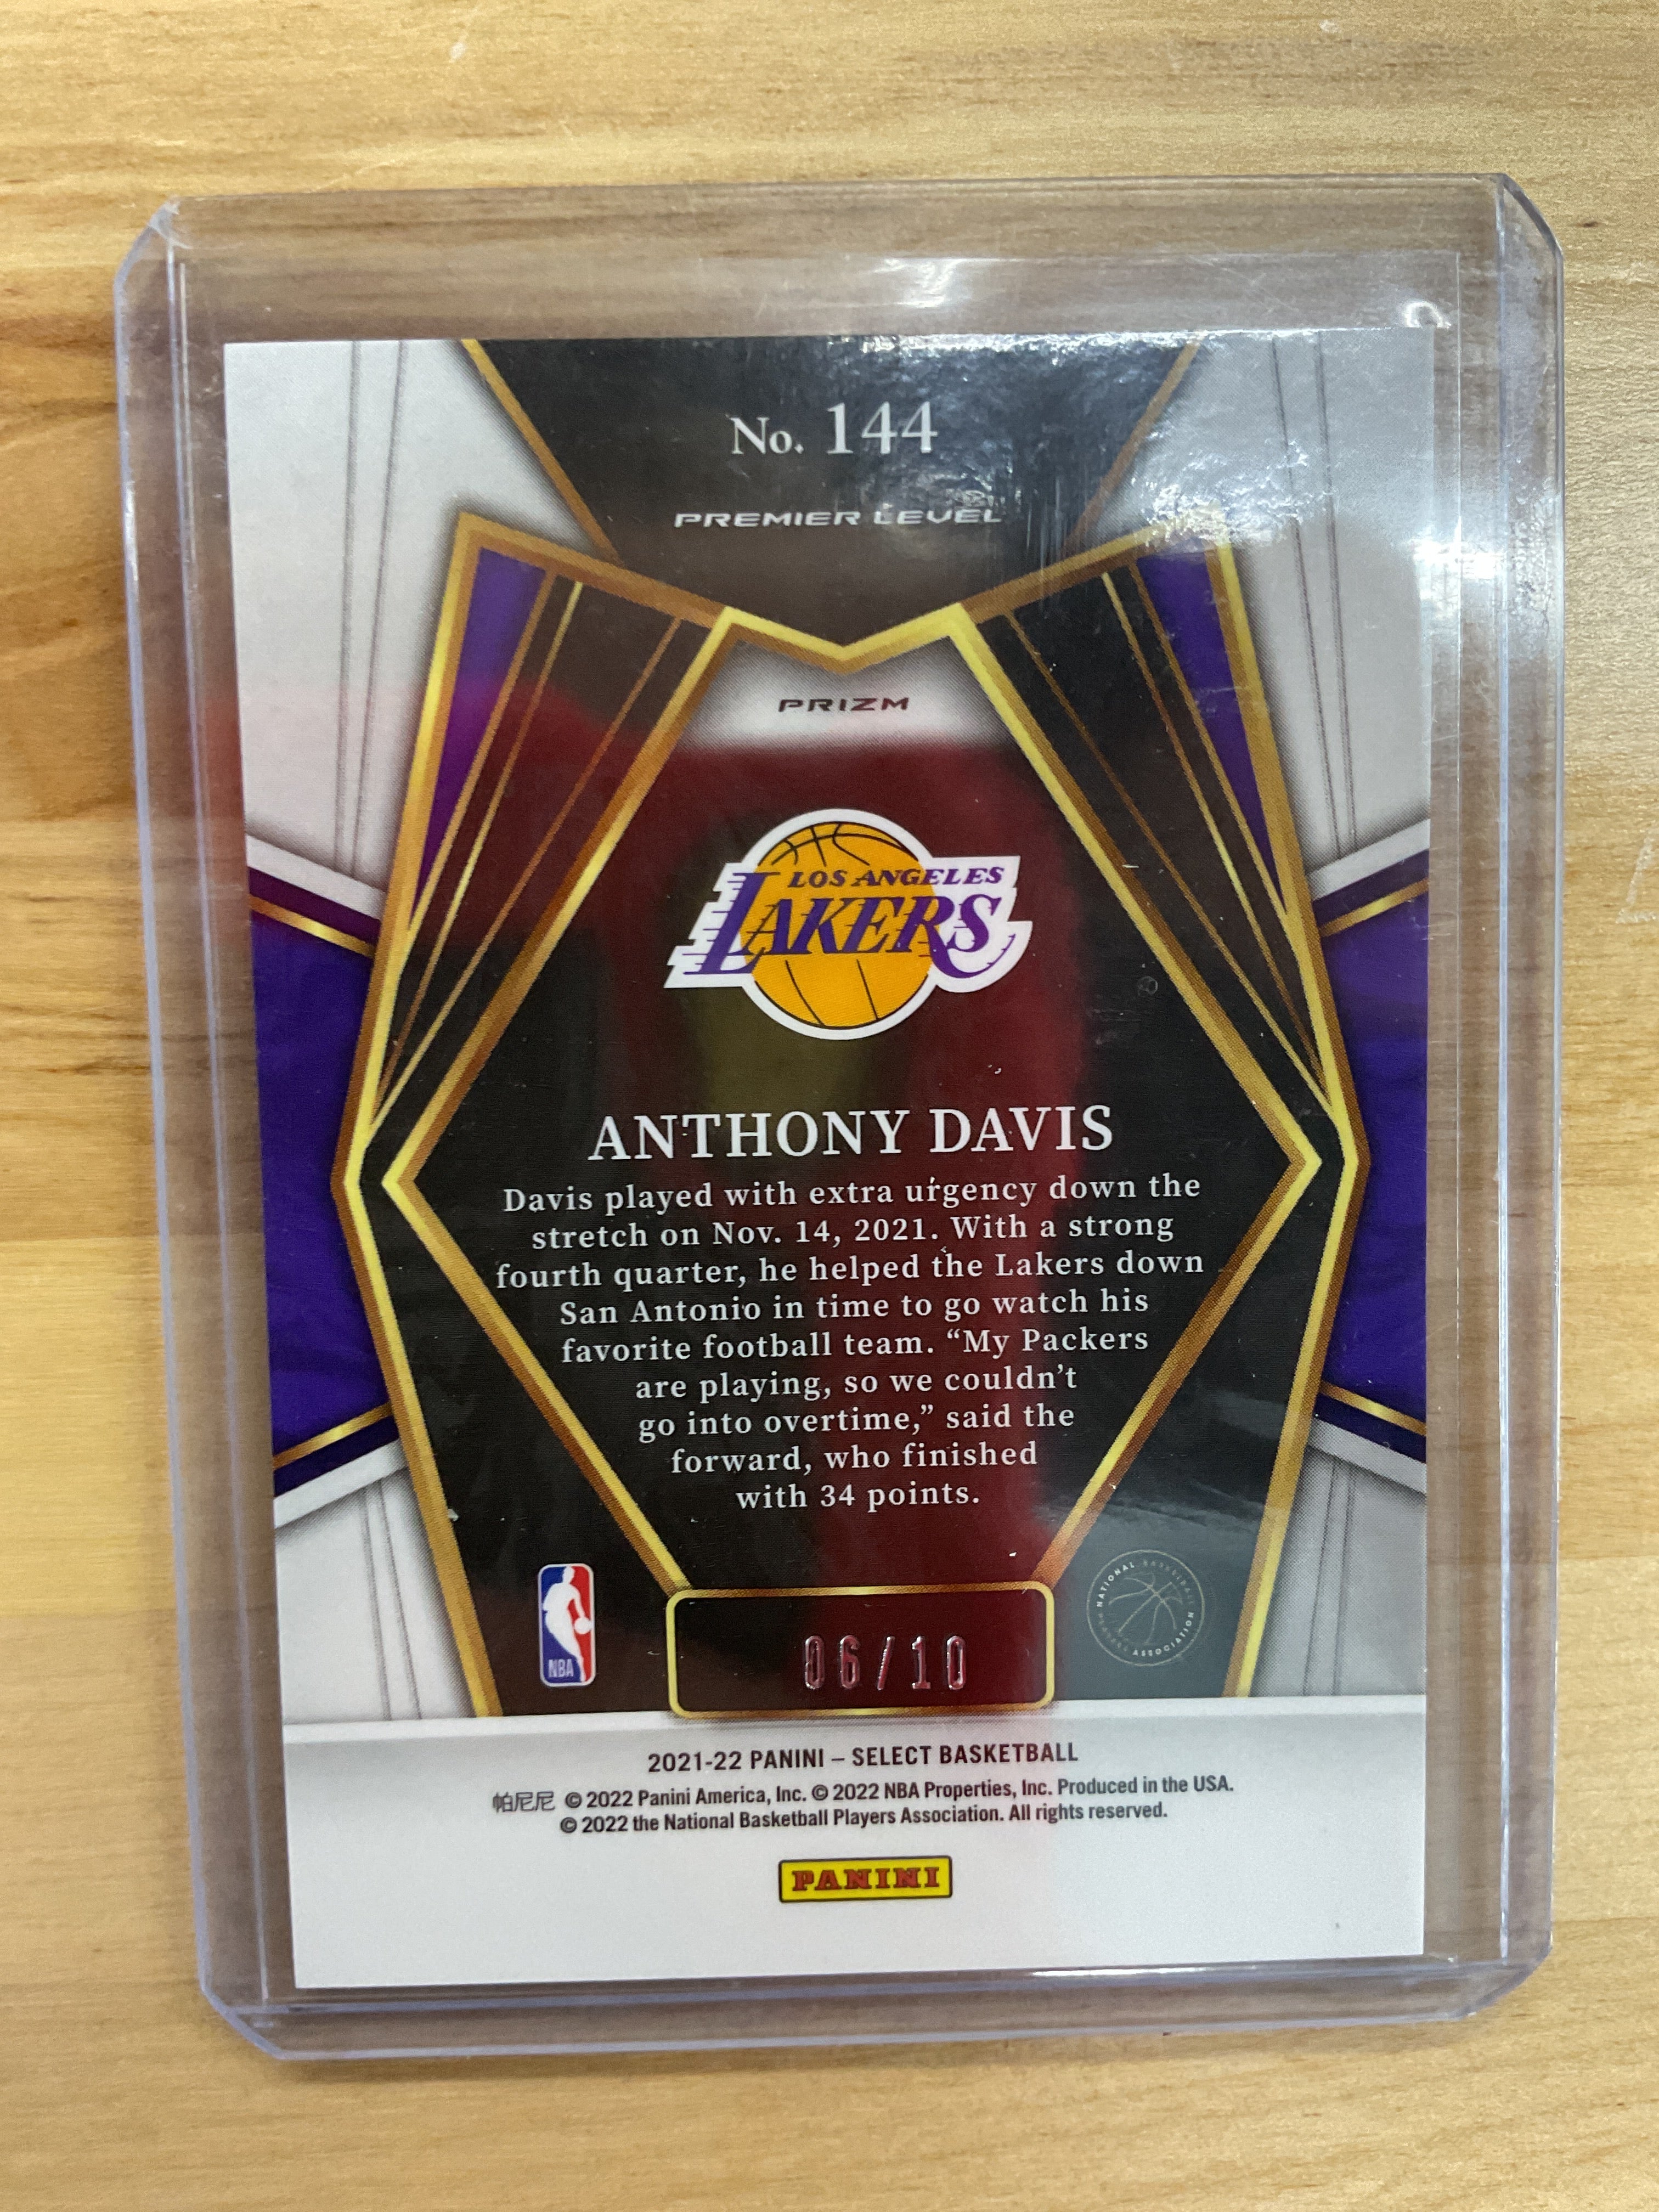 No. 144
PREMIER LEVEL
PRIZM
LOS ANGELES
LAKERS
ANTHONY DAVIS
Davis played with extra urgency down the
stretch on Nov. 14, 2021. With a strong
fourth quarter, he helped the Lakers down
San Antonio in time to go watch his
favorite football team. “My Packers
are playing, so we couldn’t
go into overtime,” said the
forward, who finished
with 34 points.
NBA
06/10
NATIONAL BASKETBALL PLAYERS ASSOCIATION
2021-22 PANINI – SELECT BASKETBALL
帕尼尼 © 2022 Panini America, Inc. © 2022 NBA Properties, Inc. Produced in the USA.
© 2022 the National Basketball Players Association. All rights reserved.
PANINI